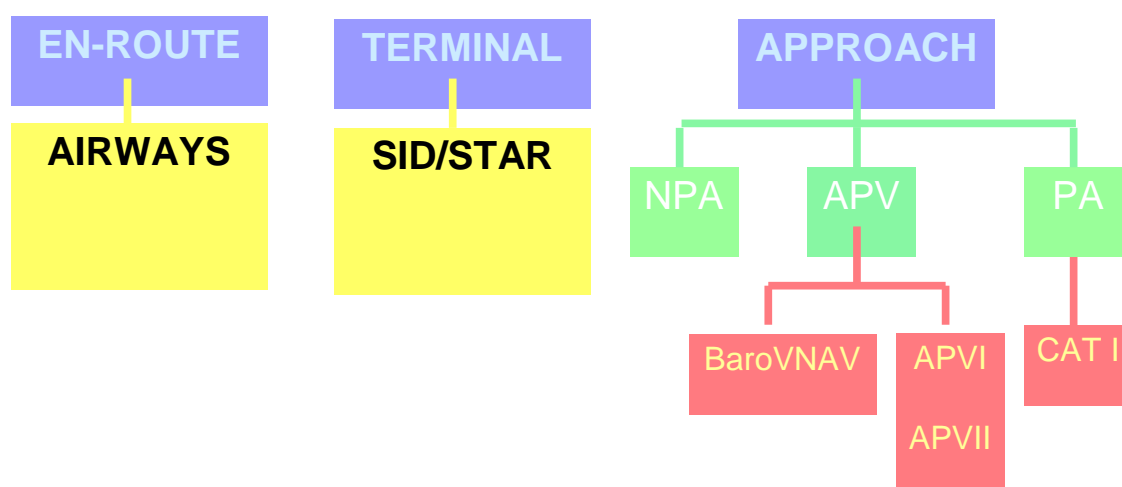 EN-ROUTE
AIRWAYS
TERMINAL
SID/STAR
APPROACH
NPA
APV
PA
BaroVNAV
APVI
APVII
CAT I